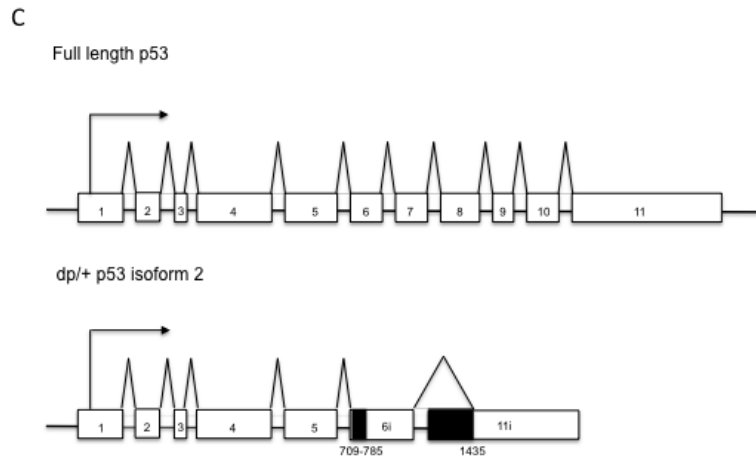 C
Full length p53
1 2 3 4 5 6 7 8 9 10 11
dp/+ p53 isoform 2
1 2 3 4 5 6i 11i
709-785 1435